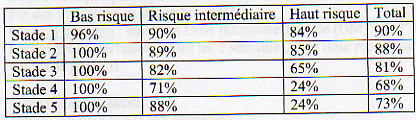 Bas risque Risque intermédiaire Haut risque Total
Stade 1 96% 90% 84% 90%
Stade 2 100% 89% 85% 88%
Stade 3 100% 82% 65% 81%
Stade 4 100% 71% 24% 68%
Stade 5 100% 88% 24% 73%